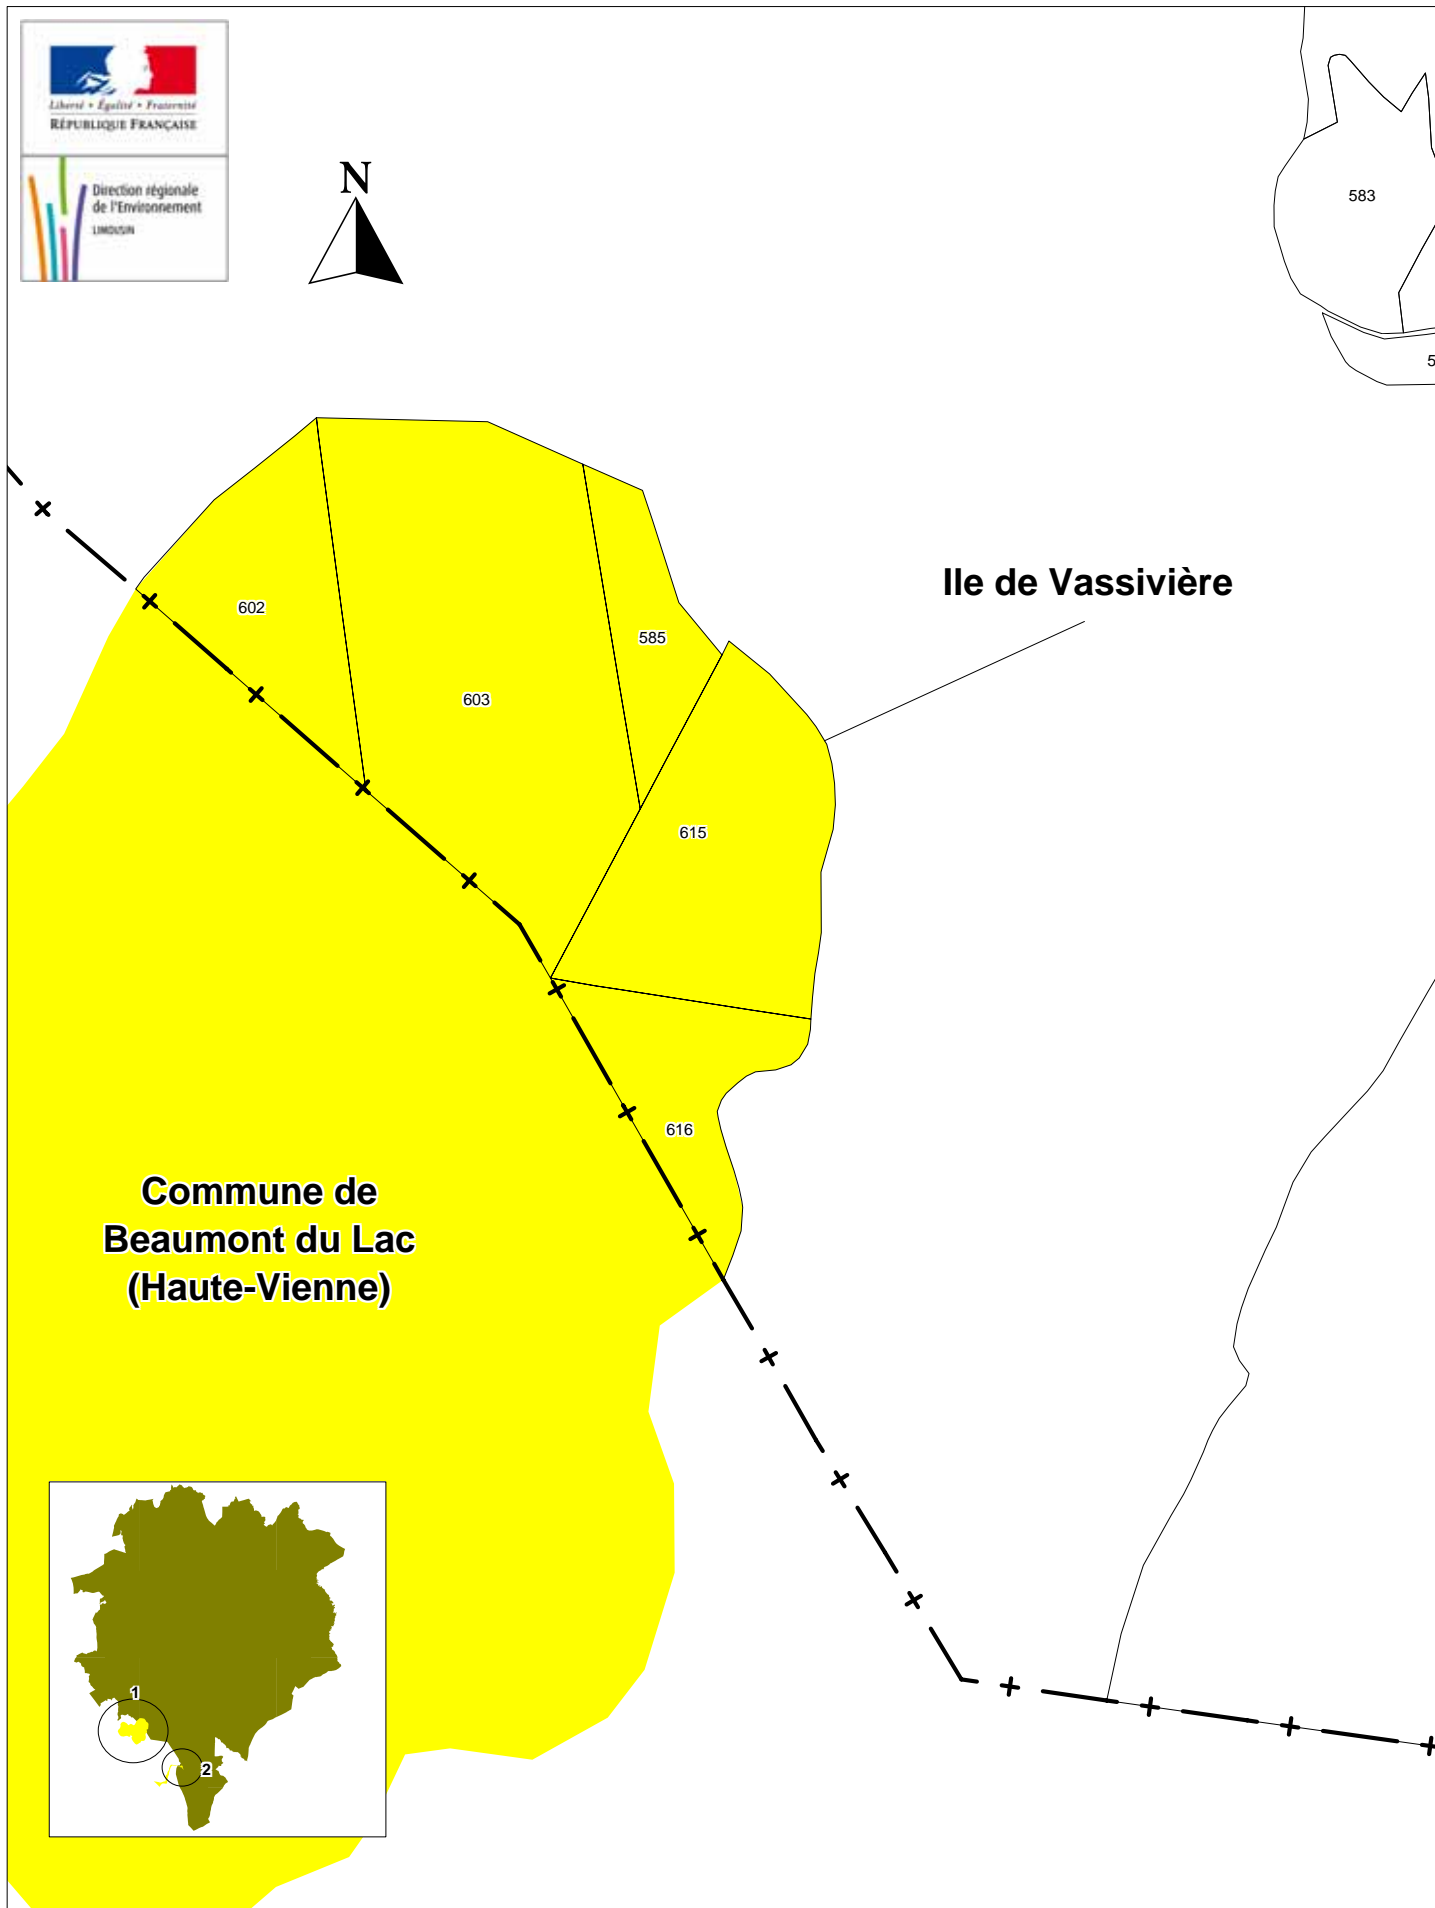 Liberté • Égalité • Fraternité
RÉPUBLIQUE FRANÇAISE
Direction régionale
de l'Environnement
LIMOUSIN
N
583
5
602
585
603
Ile de Vassivière
615
616
Commune de
Beaumont du Lac
(Haute-Vienne)
1
2